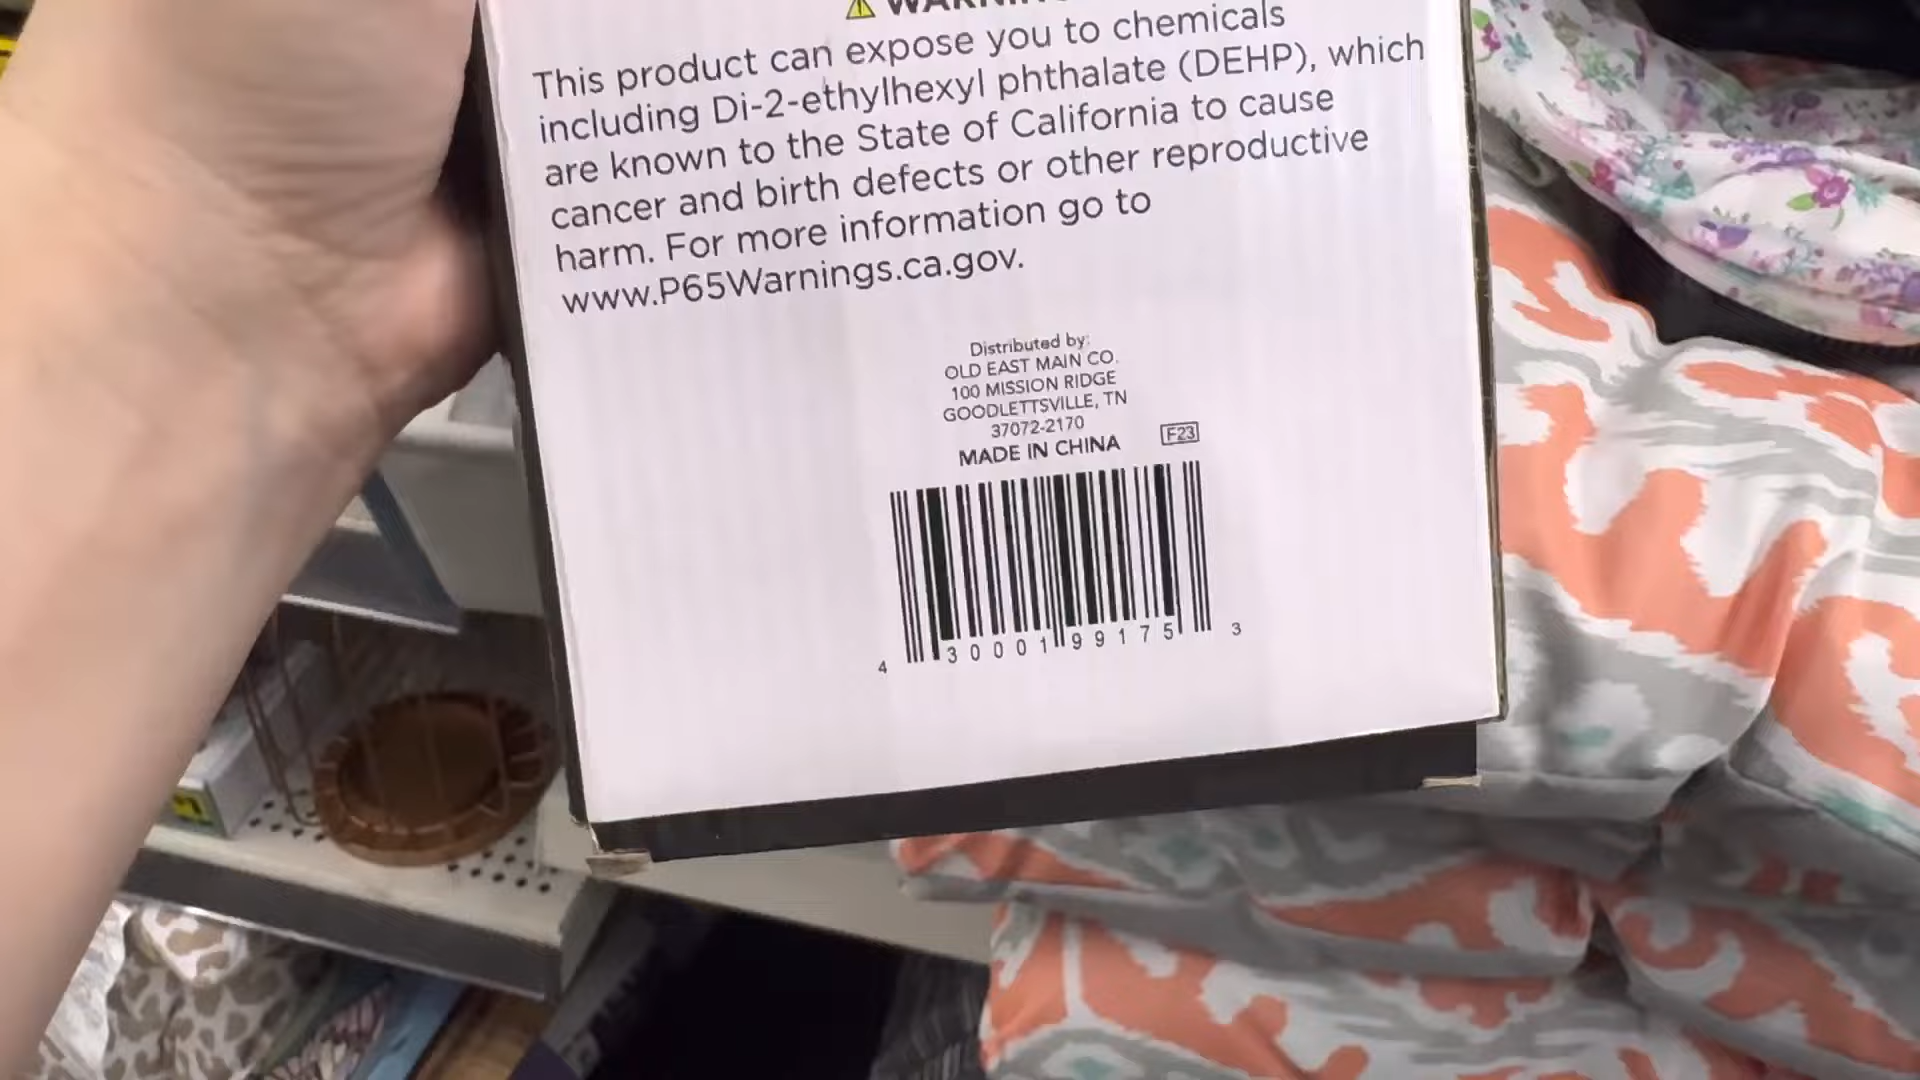 WARNING
This product can expose you to chemicals
including Di-2-ethylhexyl phthalate (DEHP), which
are known to the State of California to cause
cancer and birth defects or other reproductive
harm. For more information go to
www.P65Warnings.ca.gov.
Distributed by:
OLD EAST MAIN CO.
100 MISSION RIDGE
GOODLETTSVILLE, TN
37072-2170
MADE IN CHINA F23
4 30001 99175 3